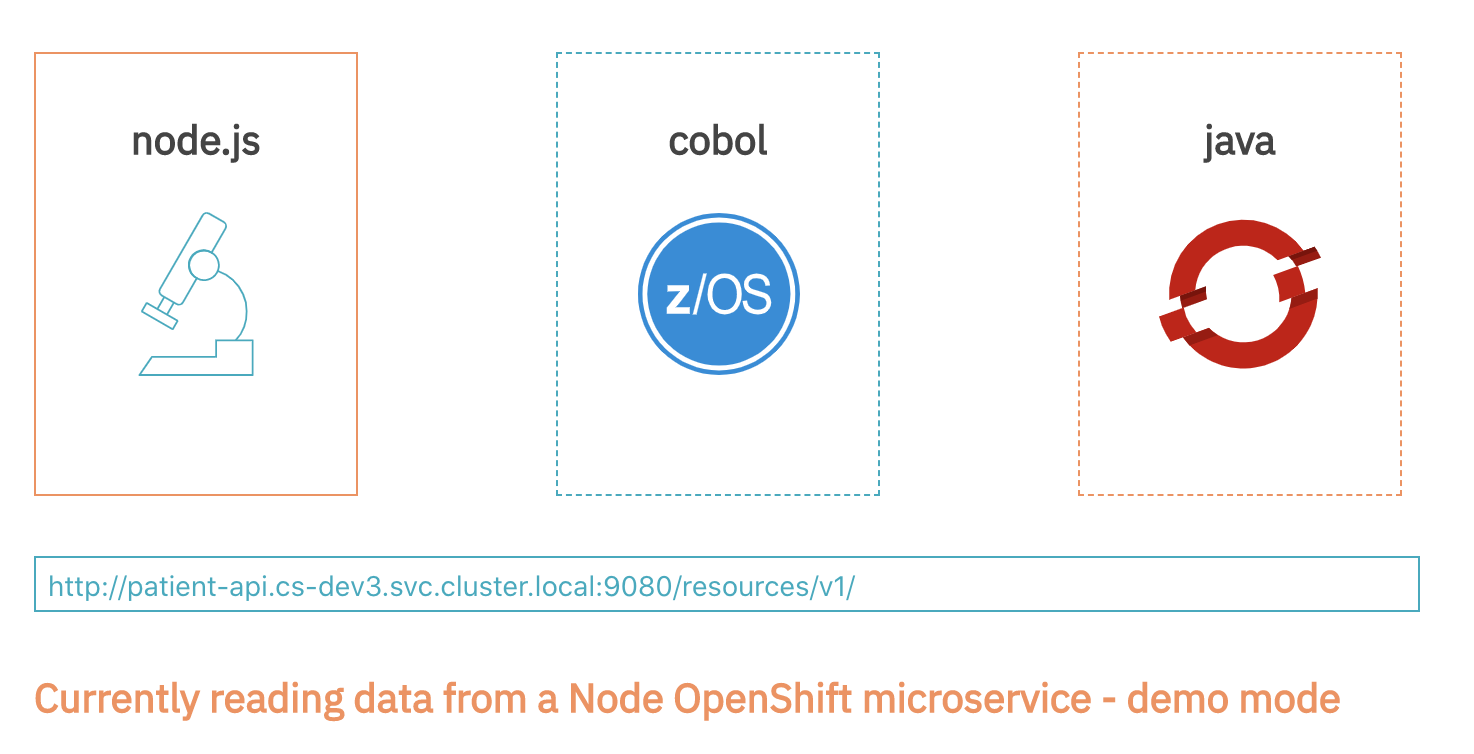 node.js
cobol
java
z/OS
http://patient-api.cs-dev3.svc.cluster.local:9080/resources/v1/
Currently reading data from a Node OpenShift microservice - demo mode